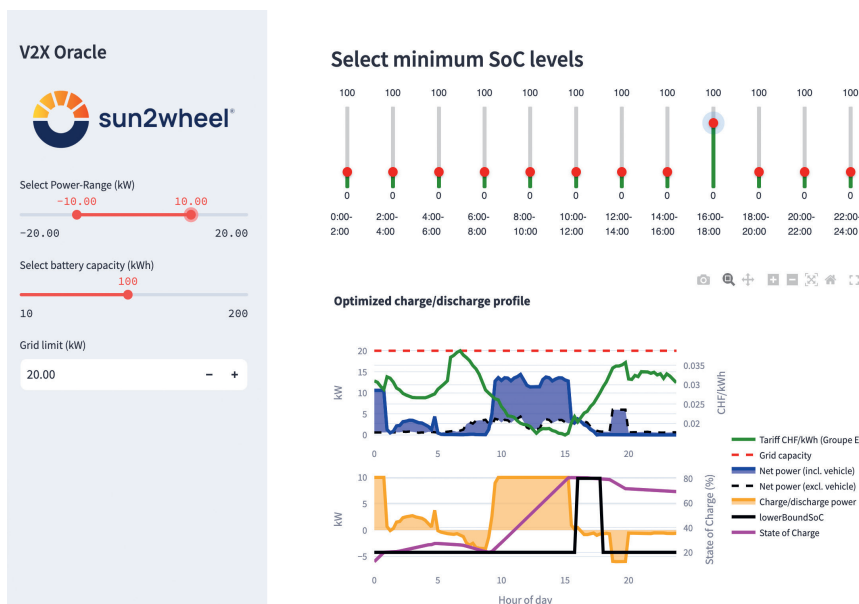 V2X Oracle
sun2wheel®
Select Power-Range (kW)
-10.00 10.00
-20.00 20.00
Select battery capacity (kWh)
100
10 200
Grid limit (kW)
20.00 − +
Select minimum SoC levels
100 100 100 100 100 100 100 100 100 100 100 100
0 0 0 0 0 0 0 0 0 0 0 0
0:00- 2:00- 4:00- 6:00- 8:00- 10:00- 12:00- 14:00- 16:00- 18:00- 20:00- 22:00-
2:00 4:00 6:00 8:00 10:00 12:00 14:00 16:00 18:00 20:00 22:00 24:00
Optimized charge/discharge profile
20
15
10
5
0
kW
0.035
0.03
0.025
0.02
CHF/kWh
0 5 10 15 20
10
5
0
−5
kW
80
60
40
20
State of Charge (%)
0 5 10 15 20
Hour of day
Tariff CHF/kWh (Groupe E
Grid capacity
Net power (incl. vehicle)
Net power (excl. vehicle)
Charge/discharge power
lowerBoundSoC
State of Charge